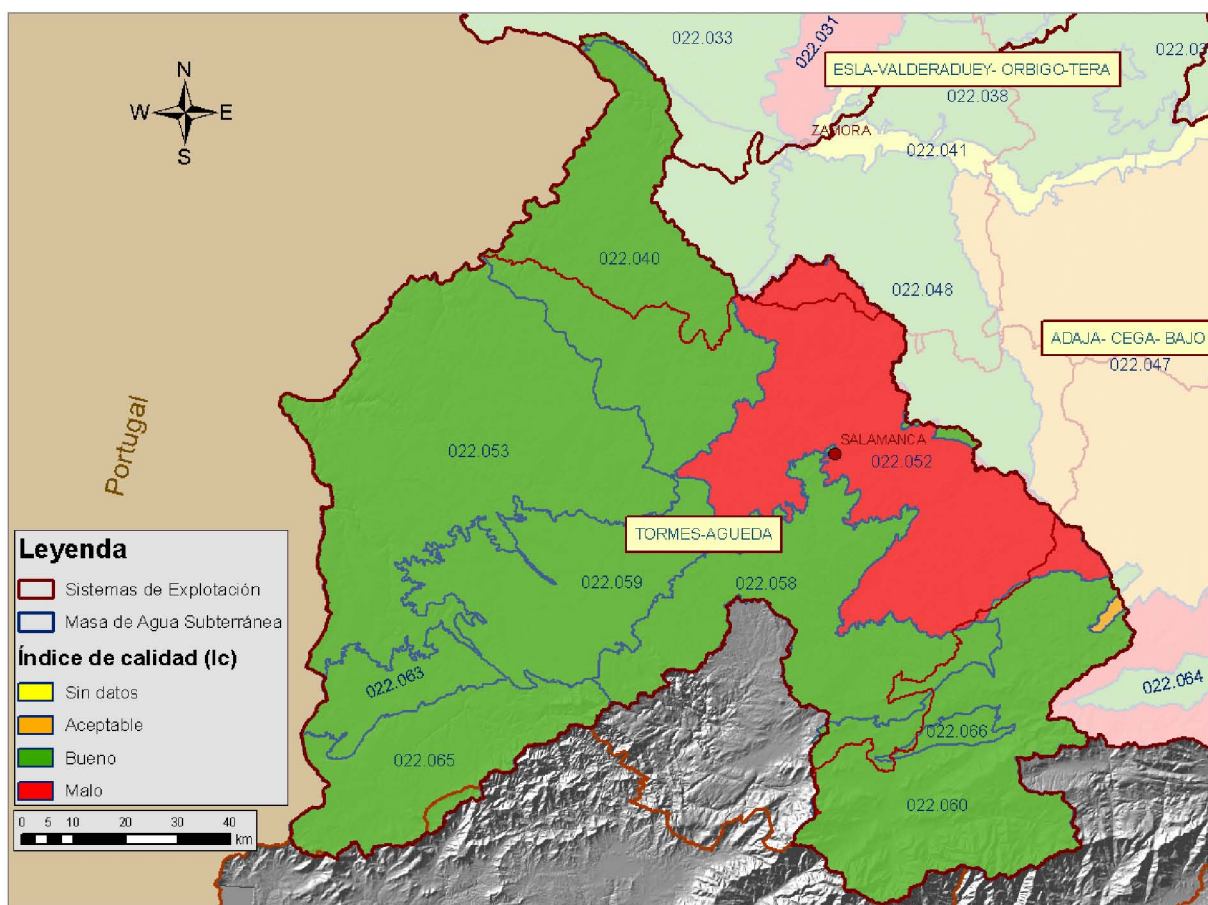 022.033
022.031
ESLA-VALDERADUEY- ORBIGO-TERA
022.038
N
W
E
S
ZAMORA
022.041
022.040
022.048
ADAJA- CEGA- BAJO
022.047
Portugal
022.053
SALAMANCA
022.052
TORMES-AGUEDA
022.059
022.058
022.063
022.064
022.066
022.065
022.060
Leyenda
Sistemas de Explotación
Masa de Agua Subterránea
Índice de calidad (Ic)
Sin datos
Aceptable
Bueno
Malo
0 5 10 20 30 40
km